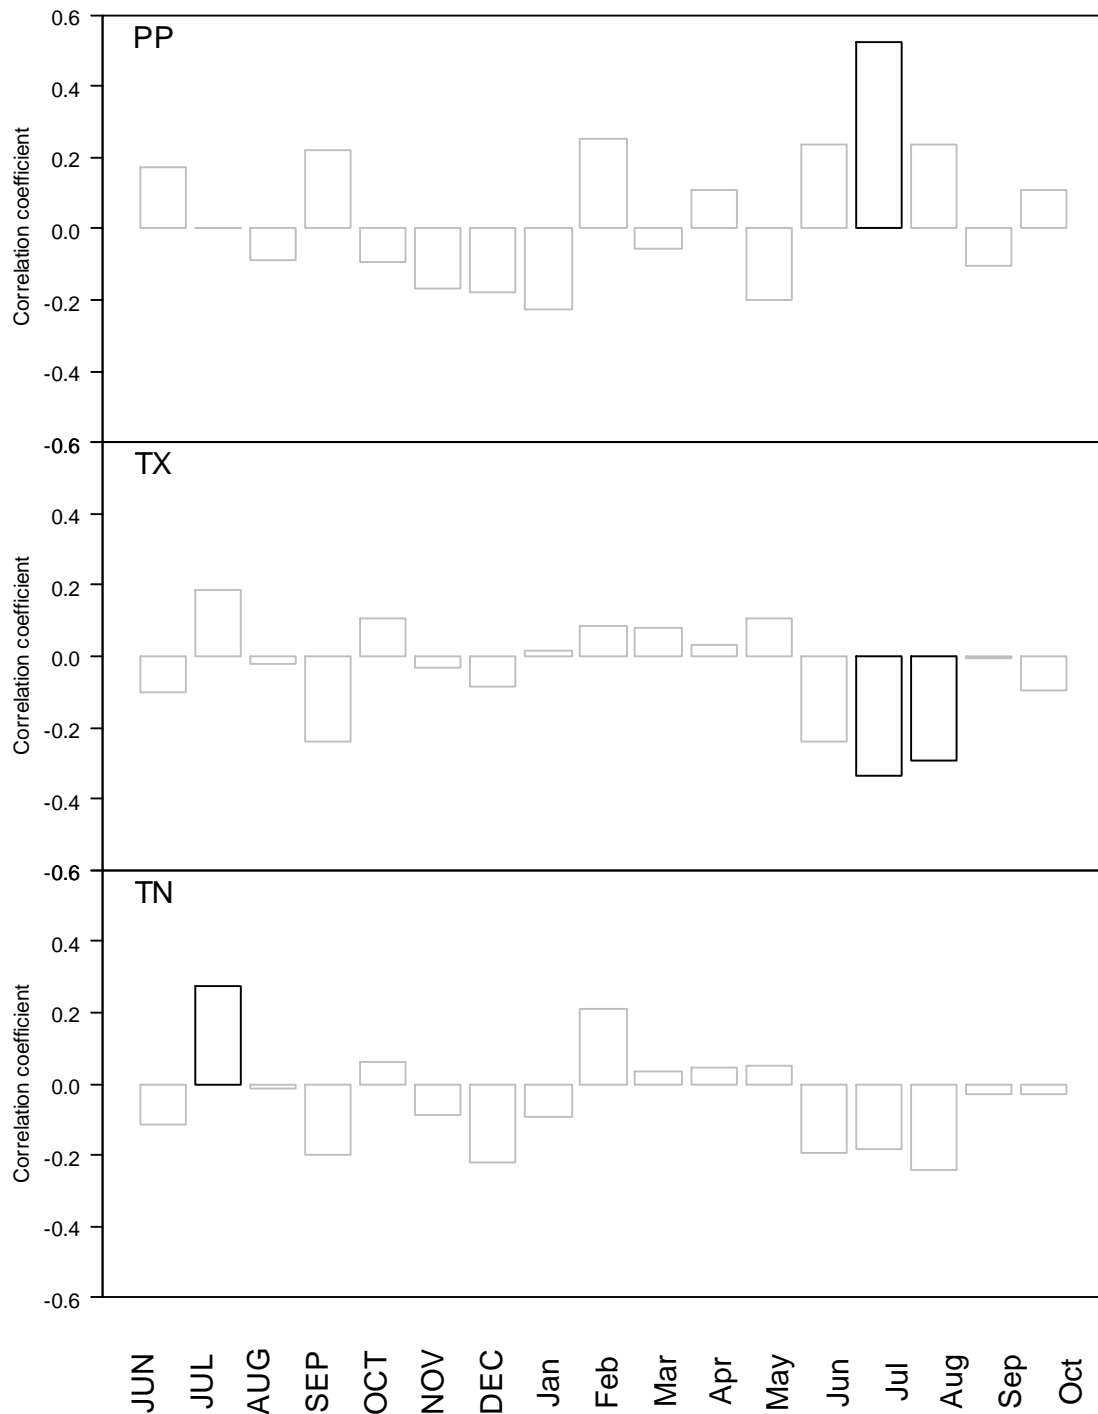 PP
0.6
0.4
0.2
0.0
-0.2
-0.4
-0.6
Correlation coefficient
TX
0.4
0.2
0.0
-0.2
-0.4
-0.6
Correlation coefficient
TN
0.4
0.2
0.0
-0.2
-0.4
-0.6
Correlation coefficient
JUN
JUL
AUG
SEP
OCT
NOV
DEC
Jan
Feb
Mar
Apr
May
Jun
Jul
Aug
Sep
Oct